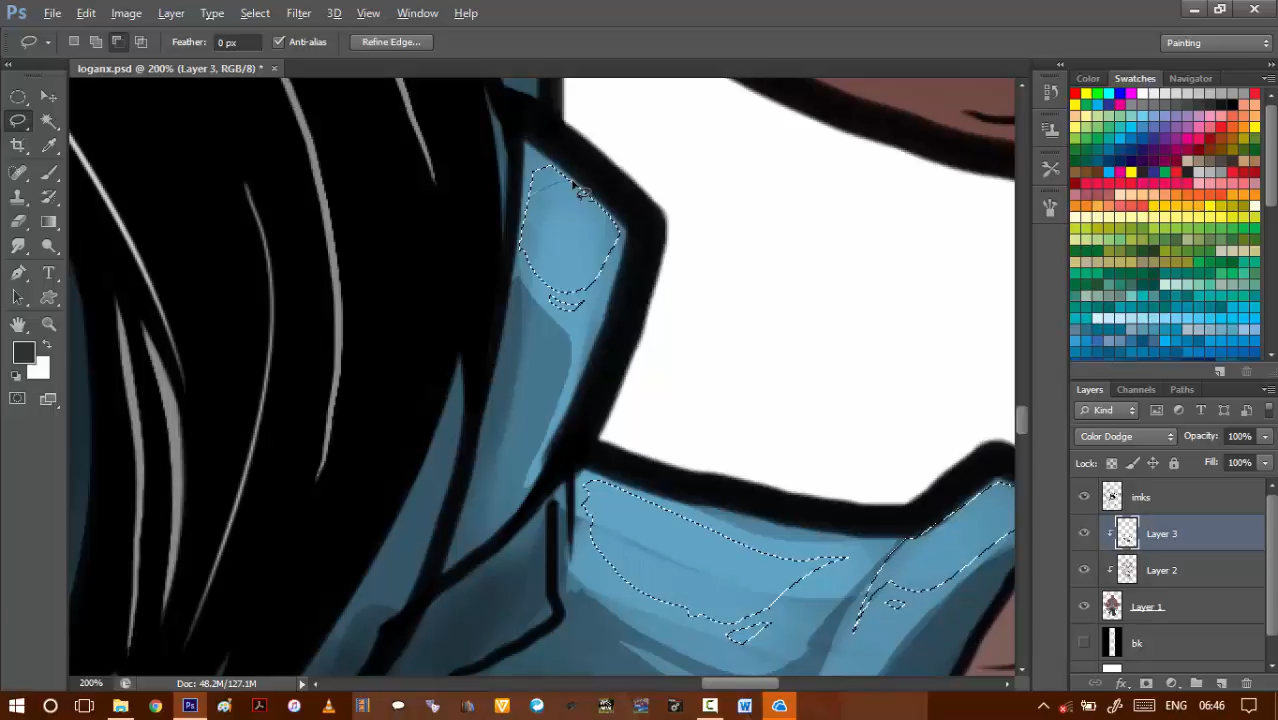 Ps File Edit Image Layer Type Select Filter 3D View Window Help
Feather: 0 px Anti-alias Refine Edge... Painting
loganx.psd @ 200% (Layer 3, RGB/8) *
Color Swatches Navigator
Layers Channels Paths
Kind
Color Dodge Opacity: 100%
Lock: Fill: 100%
imks
Layer 3
Layer 2
Layer 1
bk
200% Doc: 48.2M/127.1M
ENG 06:46